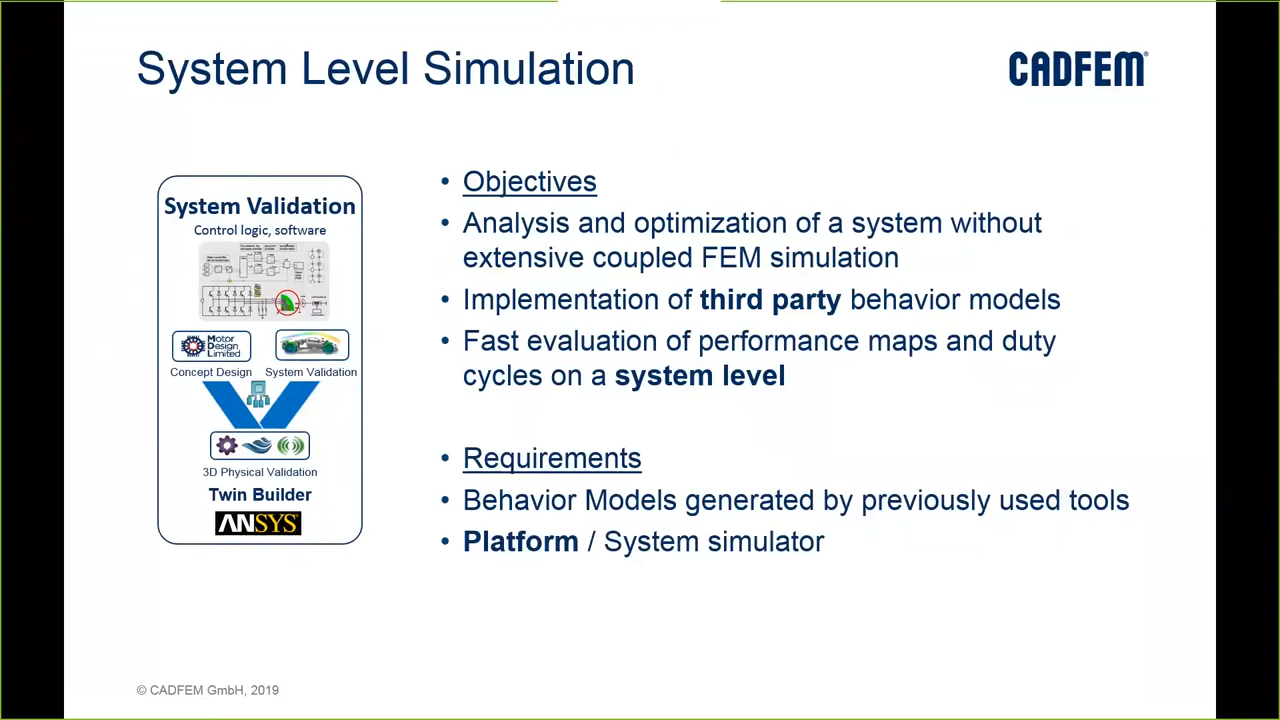 System Level Simulation
CADFEM®
System Validation
Control logic, software
Motor
Design
Limited
Concept Design
System Validation
3D Physical Validation
Twin Builder
ANSYS®
• Objectives
• Analysis and optimization of a system without
extensive coupled FEM simulation
• Implementation of third party behavior models
• Fast evaluation of performance maps and duty
cycles on a system level
• Requirements
• Behavior Models generated by previously used tools
• Platform / System simulator
© CADFEM GmbH, 2019